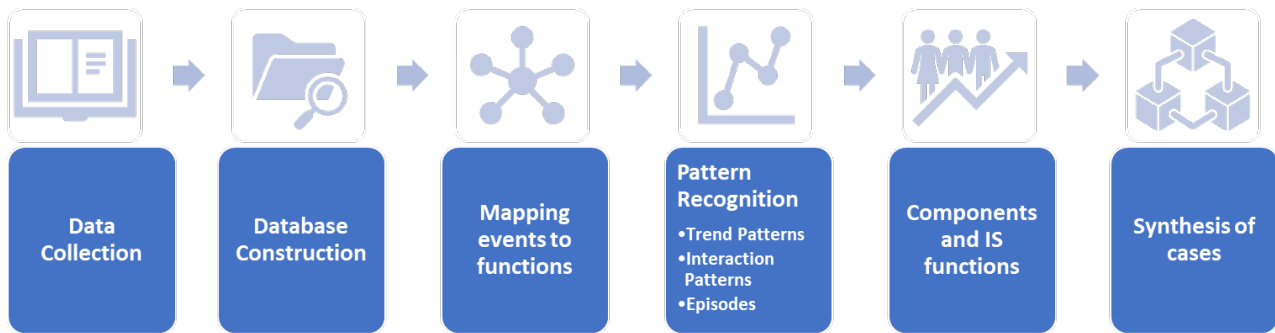 Data
Collection
Database
Construction
Mapping
events to
functions
Pattern
Recognition
•Trend Patterns
•Interaction
Patterns
•Episodes
Components
and IS
functions
Synthesis of
cases